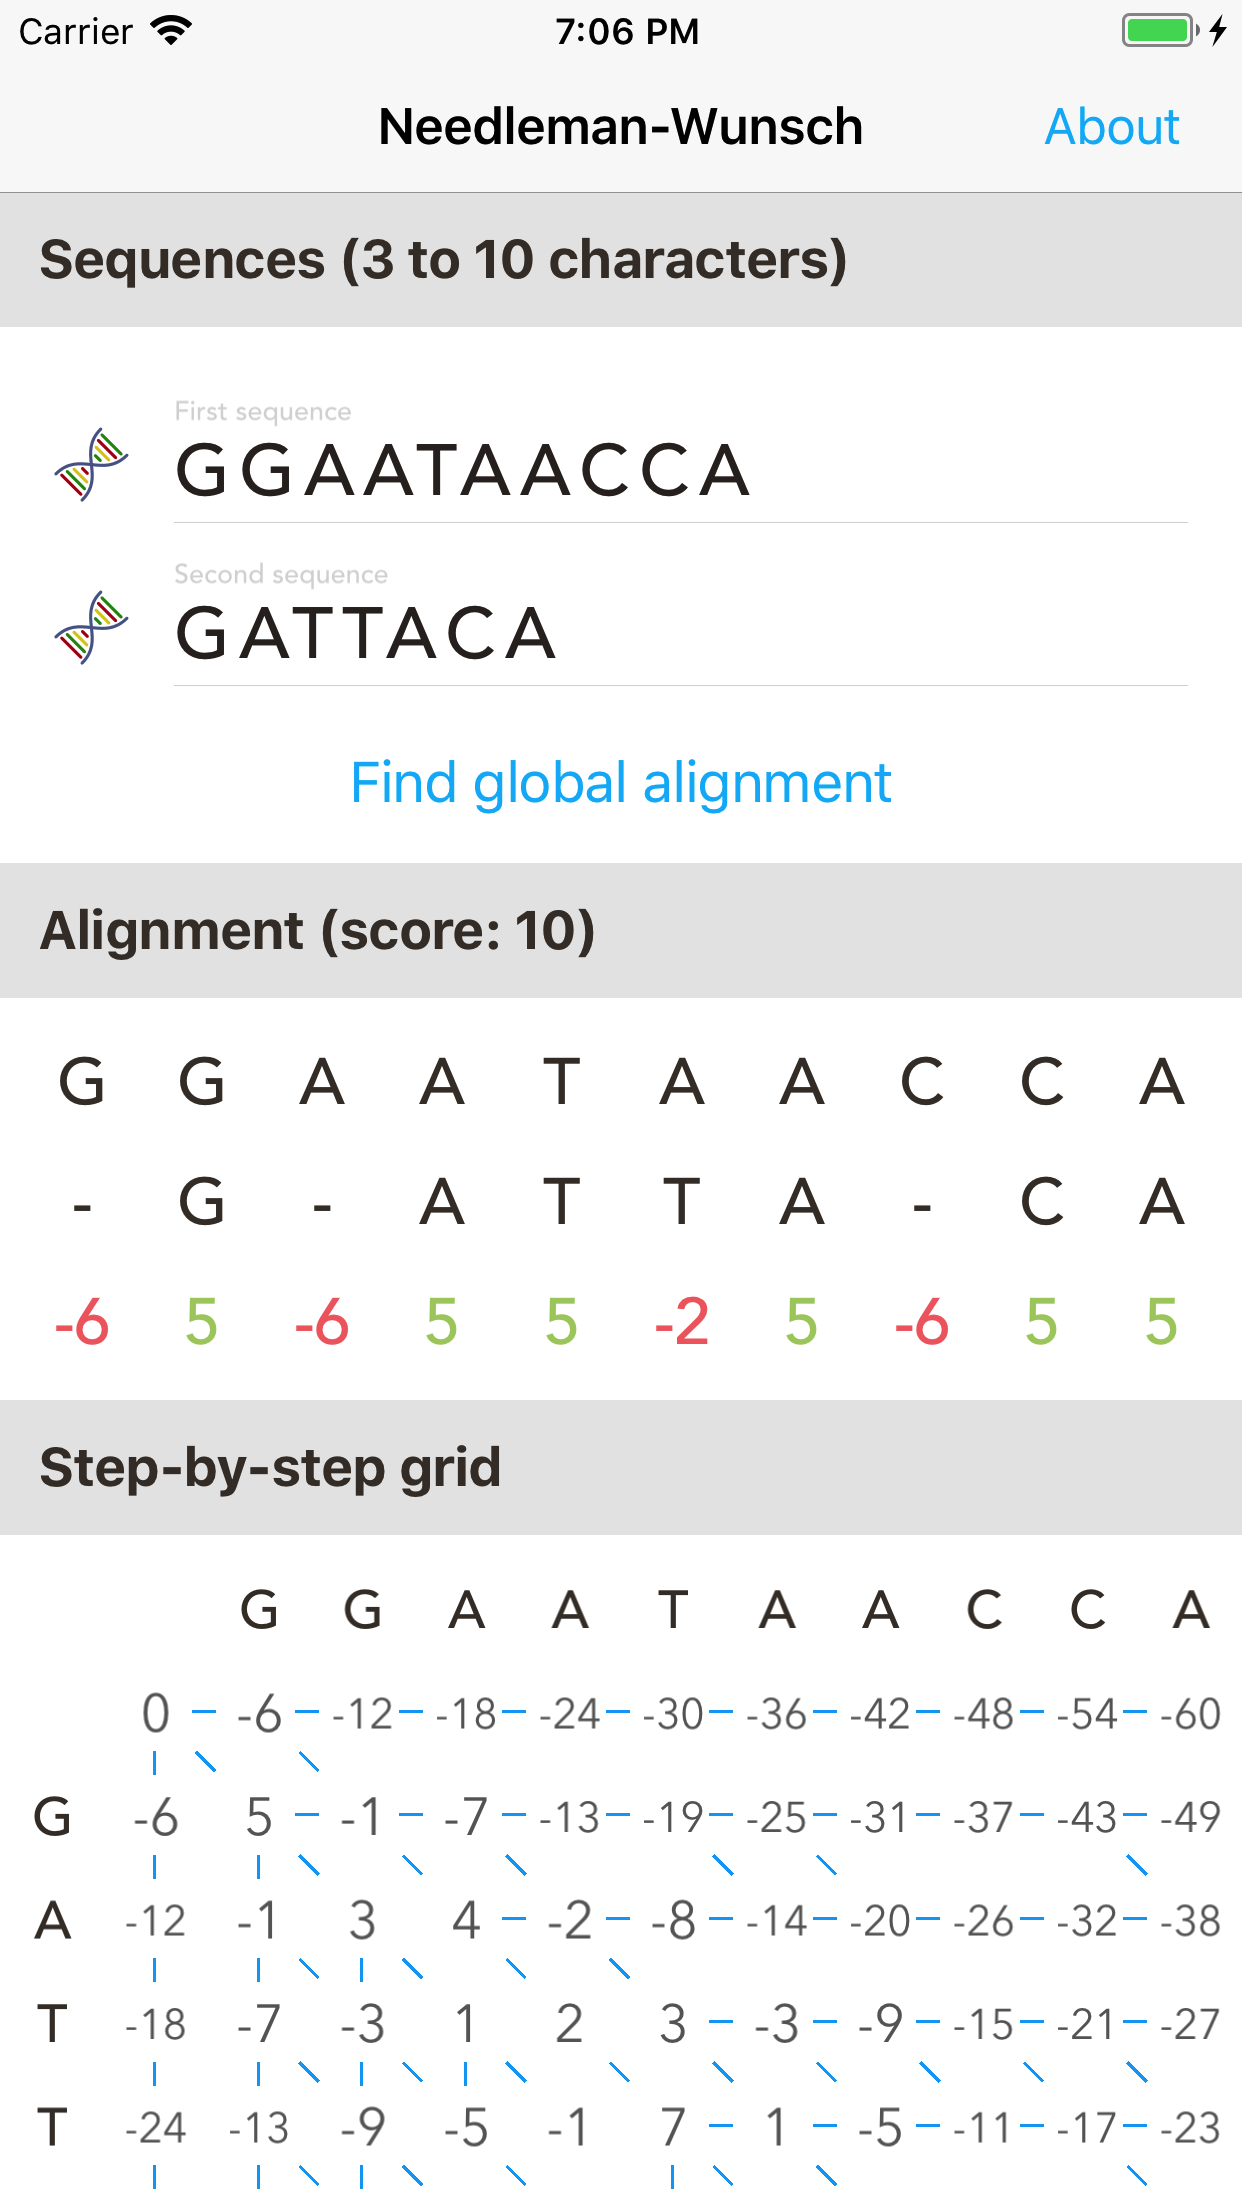 Carrier 7:06 PM
Needleman-Wunsch About
Sequences (3 to 10 characters)
First sequence
GGAATAACCA
Second sequence
GATTACA
Find global alignment
Alignment (score: 10)
G G A A T A A C C A
- G - A T T A - C A
-6 5 -6 5 5 -2 5 -6 5 5
Step-by-step grid
G G A A T A A C C A
0 -6 -12 -18 -24 -30 -36 -42 -48 -54 -60
G -6 5 -1 -7 -13 -19 -25 -31 -37 -43 -49
A -12 -1 3 4 -2 -8 -14 -20 -26 -32 -38
T -18 -7 -3 1 2 3 -3 -9 -15 -21 -27
T -24 -13 -9 -5 -1 7 1 -5 -11 -17 -23